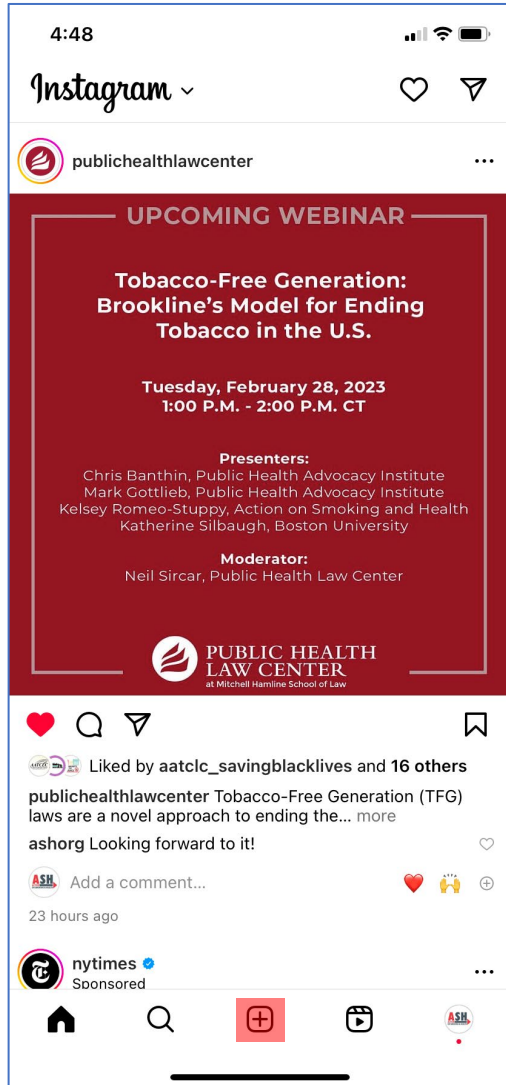 4:48
Instagram
publichealthlawcenter
UPCOMING WEBINAR
Tobacco-Free Generation:
Brookline's Model for Ending
Tobacco in the U.S.
Tuesday, February 28, 2023
1:00 P.M. - 2:00 P.M. CT
Presenters:
Chris Banthin, Public Health Advocacy Institute
Mark Gottlieb, Public Health Advocacy Institute
Kelsey Romeo-Stuppy, Action on Smoking and Health
Katherine Silbaugh, Boston University
Moderator:
Neil Sircar, Public Health Law Center
PUBLIC HEALTH
LAW CENTER
at Mitchell Hamline School of Law
Liked by aatclc_savingblacklives and 16 others
publichealthlawcenter Tobacco-Free Generation (TFG)
laws are a novel approach to ending the... more
ashorg Looking forward to it!
ASH Add a comment...
23 hours ago
nytimes
Sponsored
ASH